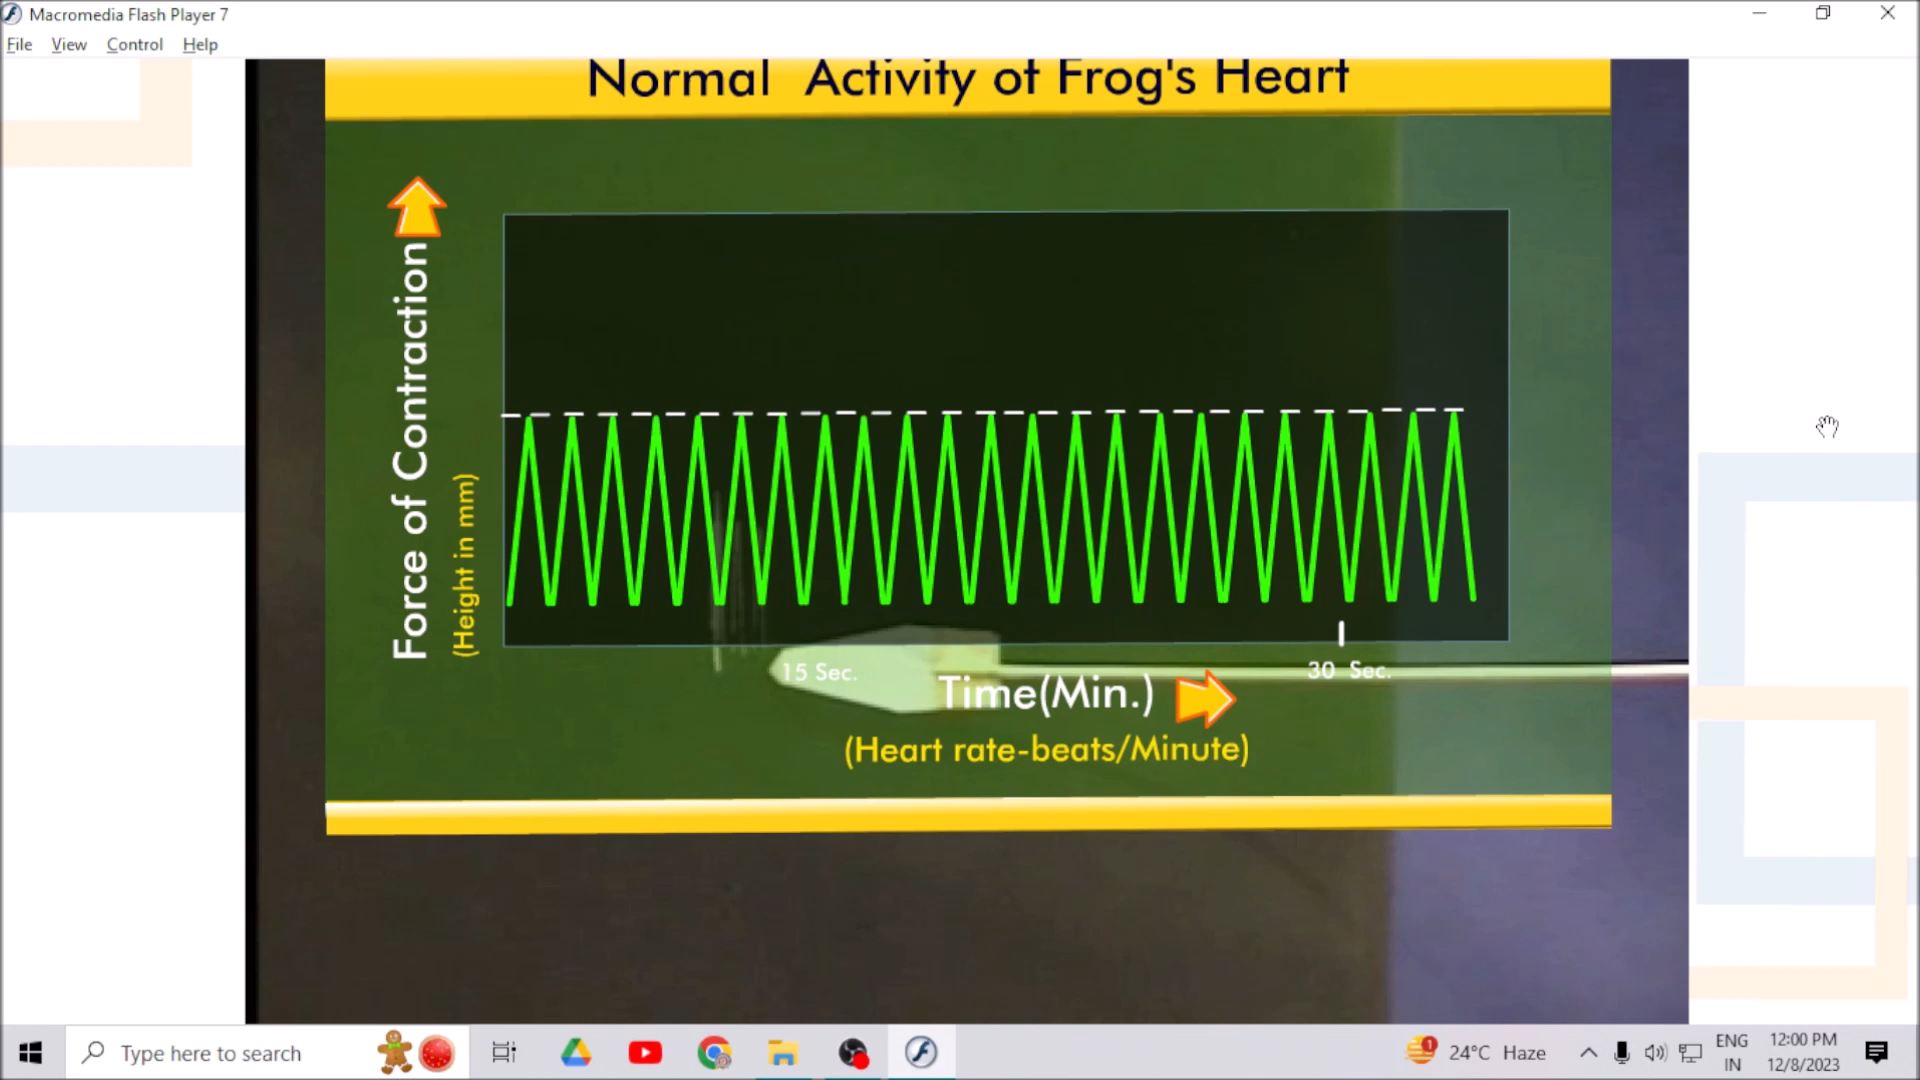 Macromedia Flash Player 7
File View Control Help
Normal Activity of Frog's Heart
Force of Contraction
(Height in mm)
15 Sec.
30 Sec.
Time(Min.)
(Heart rate-beats/Minute)
Type here to search
1
24°C Haze
ENG
IN
12:00 PM
12/8/2023